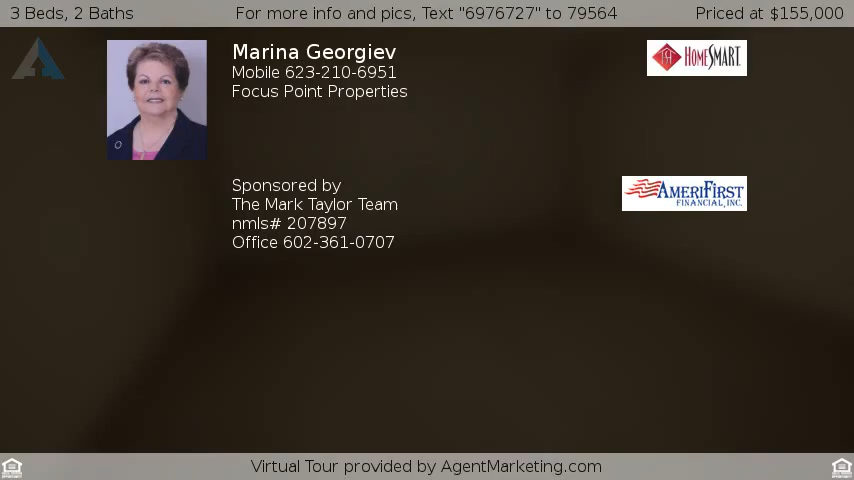 3 Beds, 2 Baths For more info and pics, Text "6976727" to 79564 Priced at $155,000
Marina Georgiev
Mobile 623-210-6951
Focus Point Properties
HOMESMART
Sponsored by
The Mark Taylor Team
nmls# 207897
Office 602-361-0707
AMERIFIRST
FINANCIAL, INC.
Virtual Tour provided by AgentMarketing.com